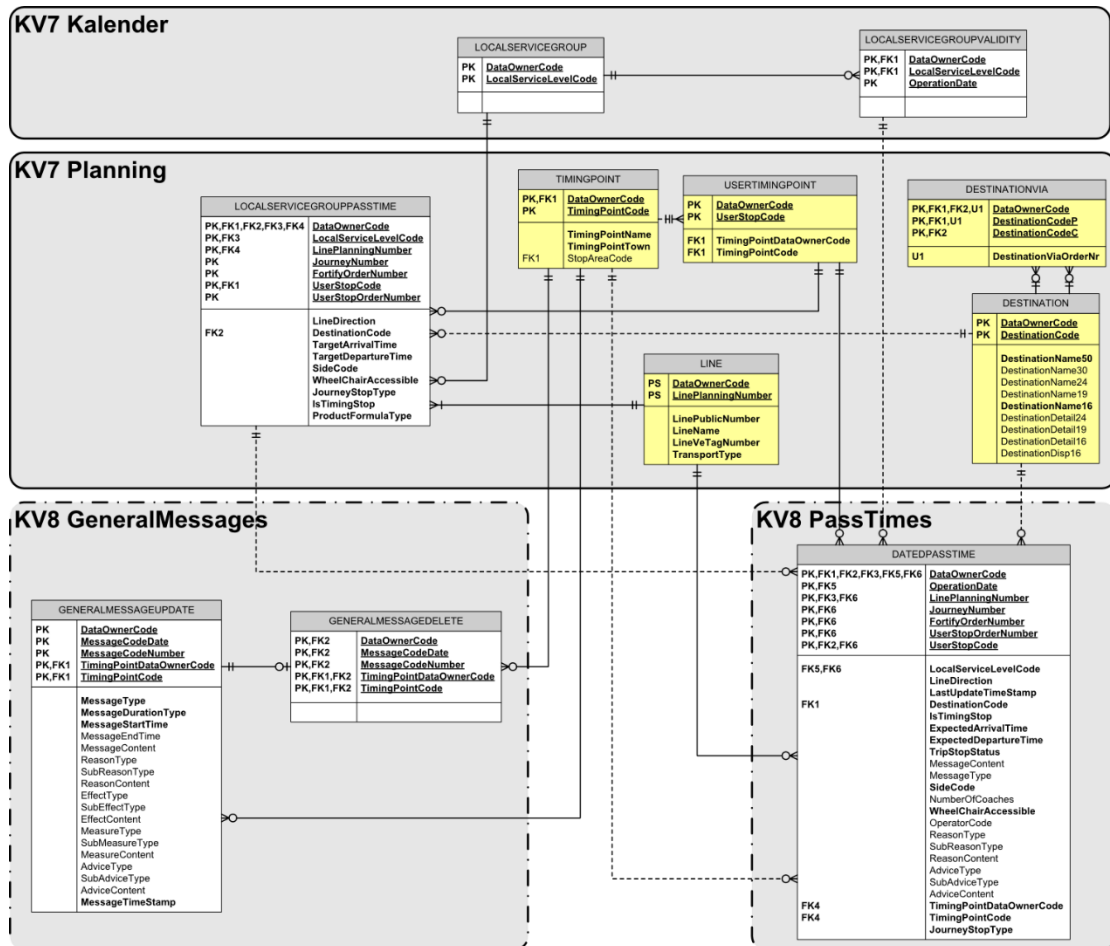 KV7 Kalender
LOCALSERVICEGROUP
PK DataOwnerCode
PK LocalServiceLevelCode
LOCALSERVICEGROUPVALIDITY
PK,FK1 DataOwnerCode
PK,FK1 LocalServiceLevelCode
PK OperationDate
KV7 Planning
LOCALSERVICEGROUPPASSTIME
PK,FK1,FK2,FK3,FK4 DataOwnerCode
PK,FK3 LocalServiceLevelCode
PK,FK4 LinePlanningNumber
PK JourneyNumber
PK FortifyOrderNumber
PK,FK1 UserStopCode
PK UserStopOrderNumber
LineDirection
FK2 DestinationCode
TargetArrivalTime
TargetDepartureTime
SideCode
WheelChairAccessible
JourneyStopType
IsTimingStop
ProductFormulaType
TIMINGPOINT
PK,FK1 DataOwnerCode
PK TimingPointCode
TimingPointName
TimingPointTown
FK1 StopAreaCode
USERTIMINGPOINT
PK DataOwnerCode
PK UserStopCode
FK1 TimingPointDataOwnerCode
FK1 TimingPointCode
DESTINATIONVIA
PK,FK1,FK2,U1 DataOwnerCode
PK,FK1,U1 DestinationCodeP
PK,FK2 DestinationCodeC
U1 DestinationViaOrderNr
DESTINATION
PK DataOwnerCode
PK DestinationCode
DestinationName50
DestinationName30
DestinationName24
DestinationName19
DestinationName16
DestinationDetail24
DestinationDetail19
DestinationDetail16
DestinationDisp16
LINE
PS DataOwnerCode
PS LinePlanningNumber
LinePublicNumber
LineName
LineVeTagNumber
TransportType
KV8 GeneralMessages
GENERALMESSAGEUPDATE
PK DataOwnerCode
PK MessageCodeDate
PK MessageCodeNumber
PK,FK1 TimingPointDataOwnerCode
PK,FK1 TimingPointCode
MessageType
MessageDurationType
MessageStartTime
MessageEndTime
MessageContent
ReasonType
SubReasonType
ReasonContent
EffectType
SubEffectType
EffectContent
MeasureType
SubMeasureType
MeasureContent
AdviceType
SubAdviceType
AdviceContent
MessageTimeStamp
GENERALMESSAGEDELETE
PK,FK2 DataOwnerCode
PK,FK2 MessageCodeDate
PK,FK2 MessageCodeNumber
PK,FK1,FK2 TimingPointDataOwnerCode
PK,FK1,FK2 TimingPointCode
KV8 PassTimes
DATEDPASSTIME
PK,FK1,FK2,FK3,FK5,FK6 DataOwnerCode
PK,FK5 OperationDate
PK,FK3,FK6 LinePlanningNumber
PK,FK6 JourneyNumber
PK,FK6 FortifyOrderNumber
PK,FK6 UserStopOrderNumber
PK,FK2,FK6 UserStopCode
FK5,FK6 LocalServiceLevelCode
LineDirection
LastUpdateTimeStamp
FK1 DestinationCode
IsTimingStop
ExpectedArrivalTime
ExpectedDepartureTime
TripStopStatus
MessageContent
MessageType
SideCode
NumberOfCoaches
WheelChairAccessible
OperatorCode
ReasonType
SubReasonType
ReasonContent
AdviceType
SubAdviceType
AdviceContent
FK4 TimingPointDataOwnerCode
FK4 TimingPointCode
JourneyStopType